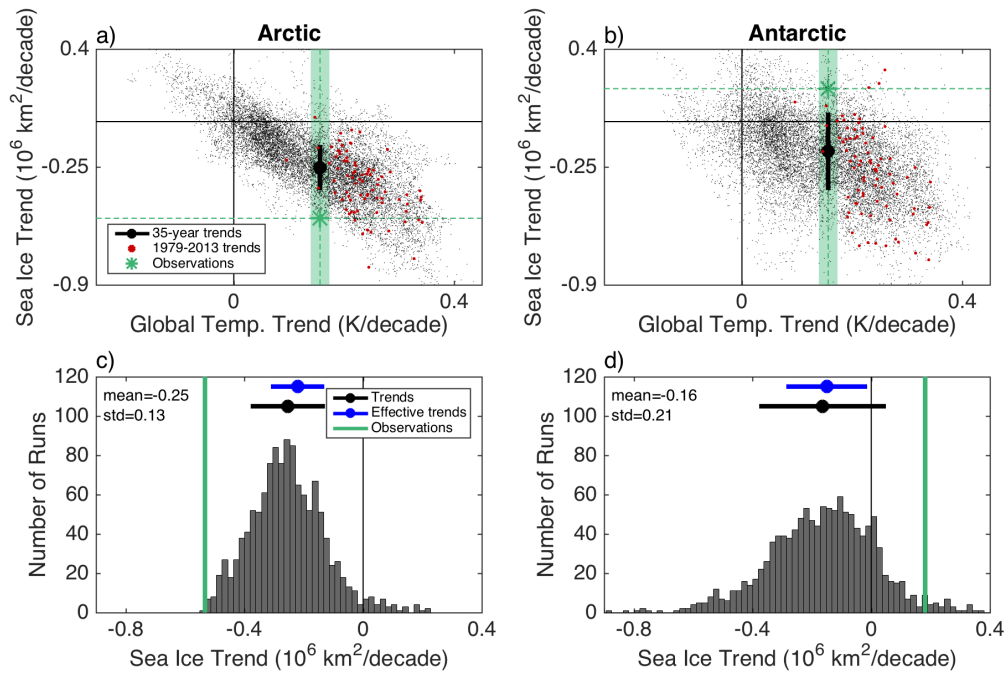 a)
Arctic
Sea Ice Trend (10⁶ km²/decade)
0.4
-0.25
-0.9
35-year trends
1979-2013 trends
Observations
0
0.4
Global Temp. Trend (K/decade)
b)
Antarctic
Sea Ice Trend (10⁶ km²/decade)
0.4
-0.25
-0.9
0
0.4
Global Temp. Trend (K/decade)
c)
Number of Runs
120
100
80
60
40
20
0
mean=-0.25
std=0.13
Trends
Effective trends
Observations
-0.8
-0.4
0
0.4
Sea Ice Trend (10⁶ km²/decade)
d)
Number of Runs
120
100
80
60
40
20
0
mean=-0.16
std=0.21
-0.8
-0.4
0
0.4
Sea Ice Trend (10⁶ km²/decade)